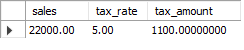 sales tax_rate tax_amount
22000.00 5.00 1100.00000000